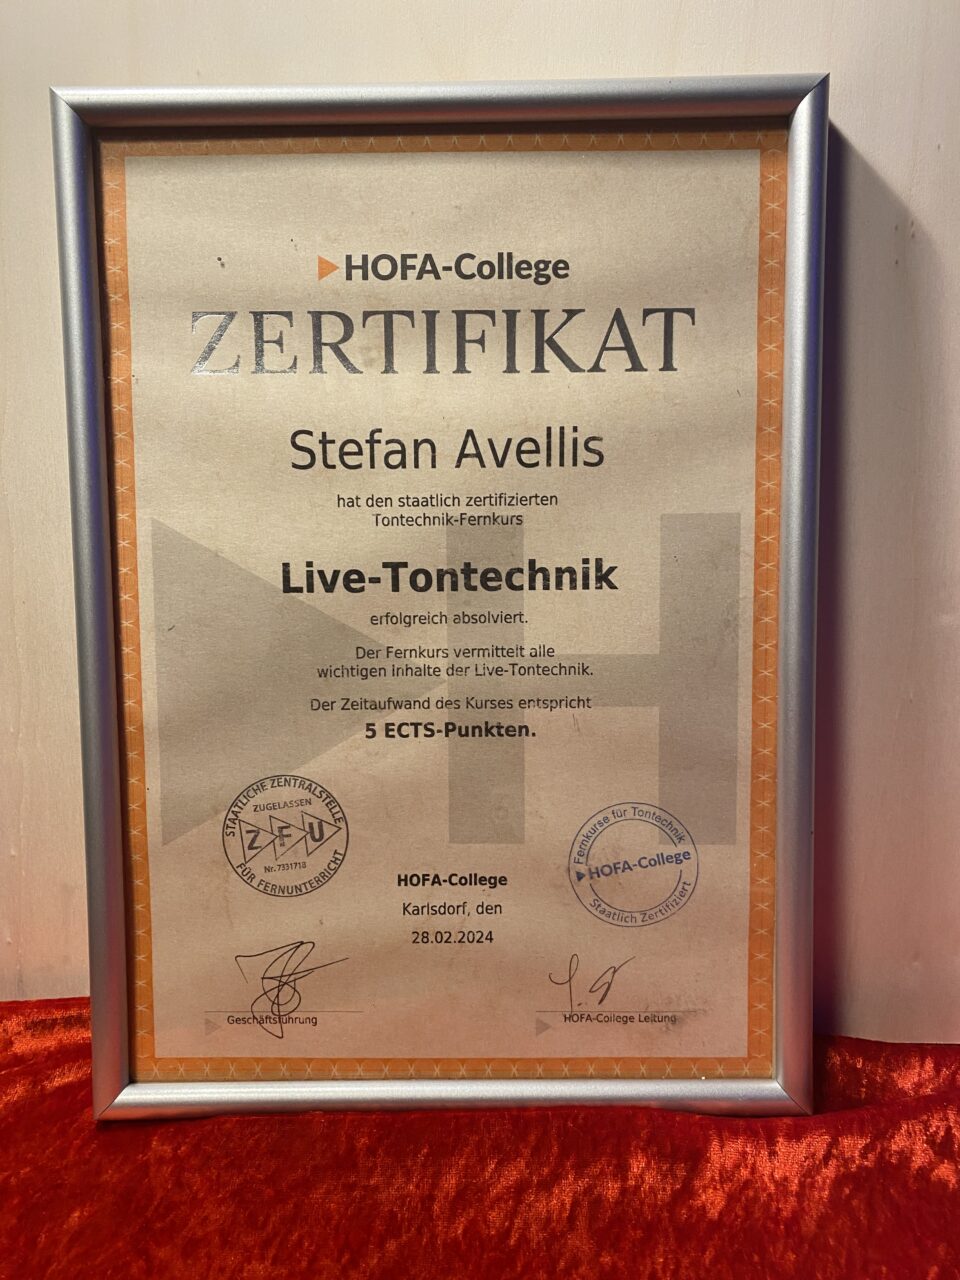 HOFA-College
ZERTIFIKAT
Stefan Avellis
hat den staatlich zertifizierten
Tontechnik-Fernkurs
Live-Tontechnik
erfolgreich absolviert.
Der Fernkurs vermittelt alle
wichtigen Inhalte der Live-Tontechnik.
Der Zeitaufwand des Kurses entspricht
5 ECTS-Punkten.
STAATLICHE ZENTRALSTELLE
ZUGELASSEN
ZFU
Nr. 7331718
FÜR FERNUNTERRICHT
Fernkurse für Tontechnik
HOFA-College
Staatlich Zertifiziert
HOFA-College
Karlsdorf, den
28.02.2024
Geschäftsführung
HOFA-College Leitung